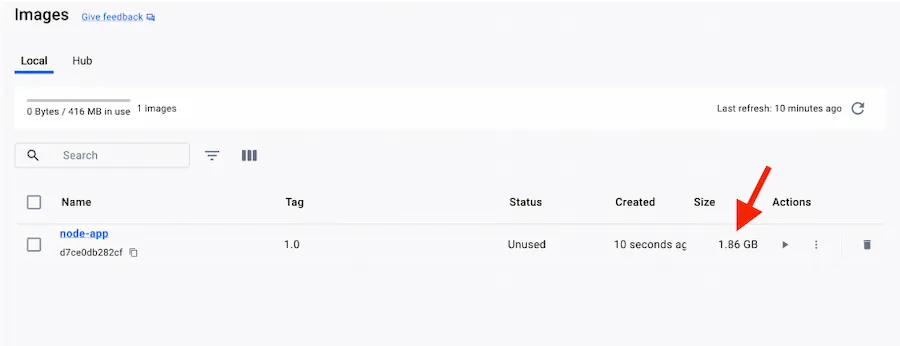 Images Give feedback
Local Hub
0 Bytes / 416 MB in use 1 images Last refresh: 10 minutes ago
Search
Name Tag Status Created Size Actions
node-app
1.0 Unused 10 seconds ag 1.86 GB
d7ce0db282cf